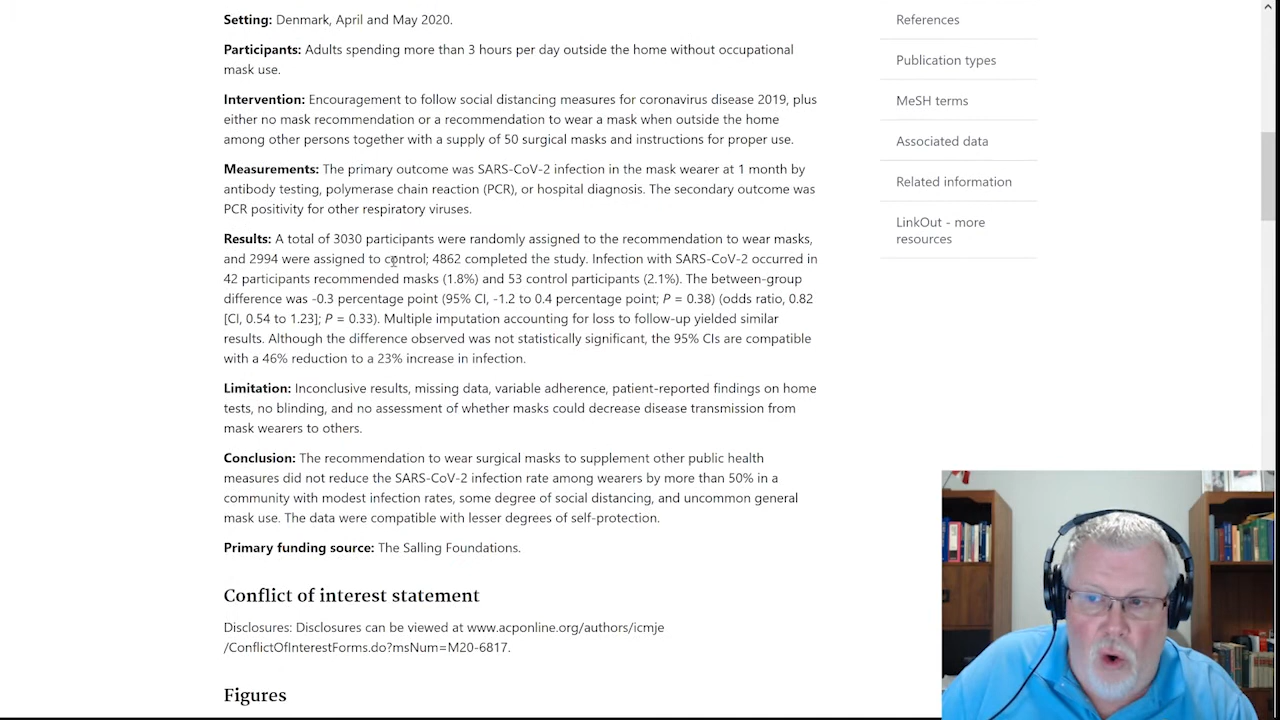 Setting: Denmark, April and May 2020.
Participants: Adults spending more than 3 hours per day outside the home without occupational
mask use.
Intervention: Encouragement to follow social distancing measures for coronavirus disease 2019, plus
either no mask recommendation or a recommendation to wear a mask when outside the home
among other persons together with a supply of 50 surgical masks and instructions for proper use.
Measurements: The primary outcome was SARS-CoV-2 infection in the mask wearer at 1 month by
antibody testing, polymerase chain reaction (PCR), or hospital diagnosis. The secondary outcome was
PCR positivity for other respiratory viruses.
Results: A total of 3030 participants were randomly assigned to the recommendation to wear masks,
and 2994 were assigned to control; 4862 completed the study. Infection with SARS-CoV-2 occurred in
42 participants recommended masks (1.8%) and 53 control participants (2.1%). The between-group
difference was -0.3 percentage point (95% CI, -1.2 to 0.4 percentage point; P = 0.38) (odds ratio, 0.82
[CI, 0.54 to 1.23]; P = 0.33). Multiple imputation accounting for loss to follow-up yielded similar
results. Although the difference observed was not statistically significant, the 95% CIs are compatible
with a 46% reduction to a 23% increase in infection.
Limitation: Inconclusive results, missing data, variable adherence, patient-reported findings on home
tests, no blinding, and no assessment of whether masks could decrease disease transmission from
mask wearers to others.
Conclusion: The recommendation to wear surgical masks to supplement other public health
measures did not reduce the SARS-CoV-2 infection rate among wearers by more than 50% in a
community with modest infection rates, some degree of social distancing, and uncommon general
mask use. The data were compatible with lesser degrees of self-protection.
Primary funding source: The Salling Foundations.
Conflict of interest statement
Disclosures: Disclosures can be viewed at www.acponline.org/authors/icmje
/ConflictOfInterestForms.do?msNum=M20-6817.
Figures
References
Publication types
MeSH terms
Associated data
Related information
LinkOut - more
resources